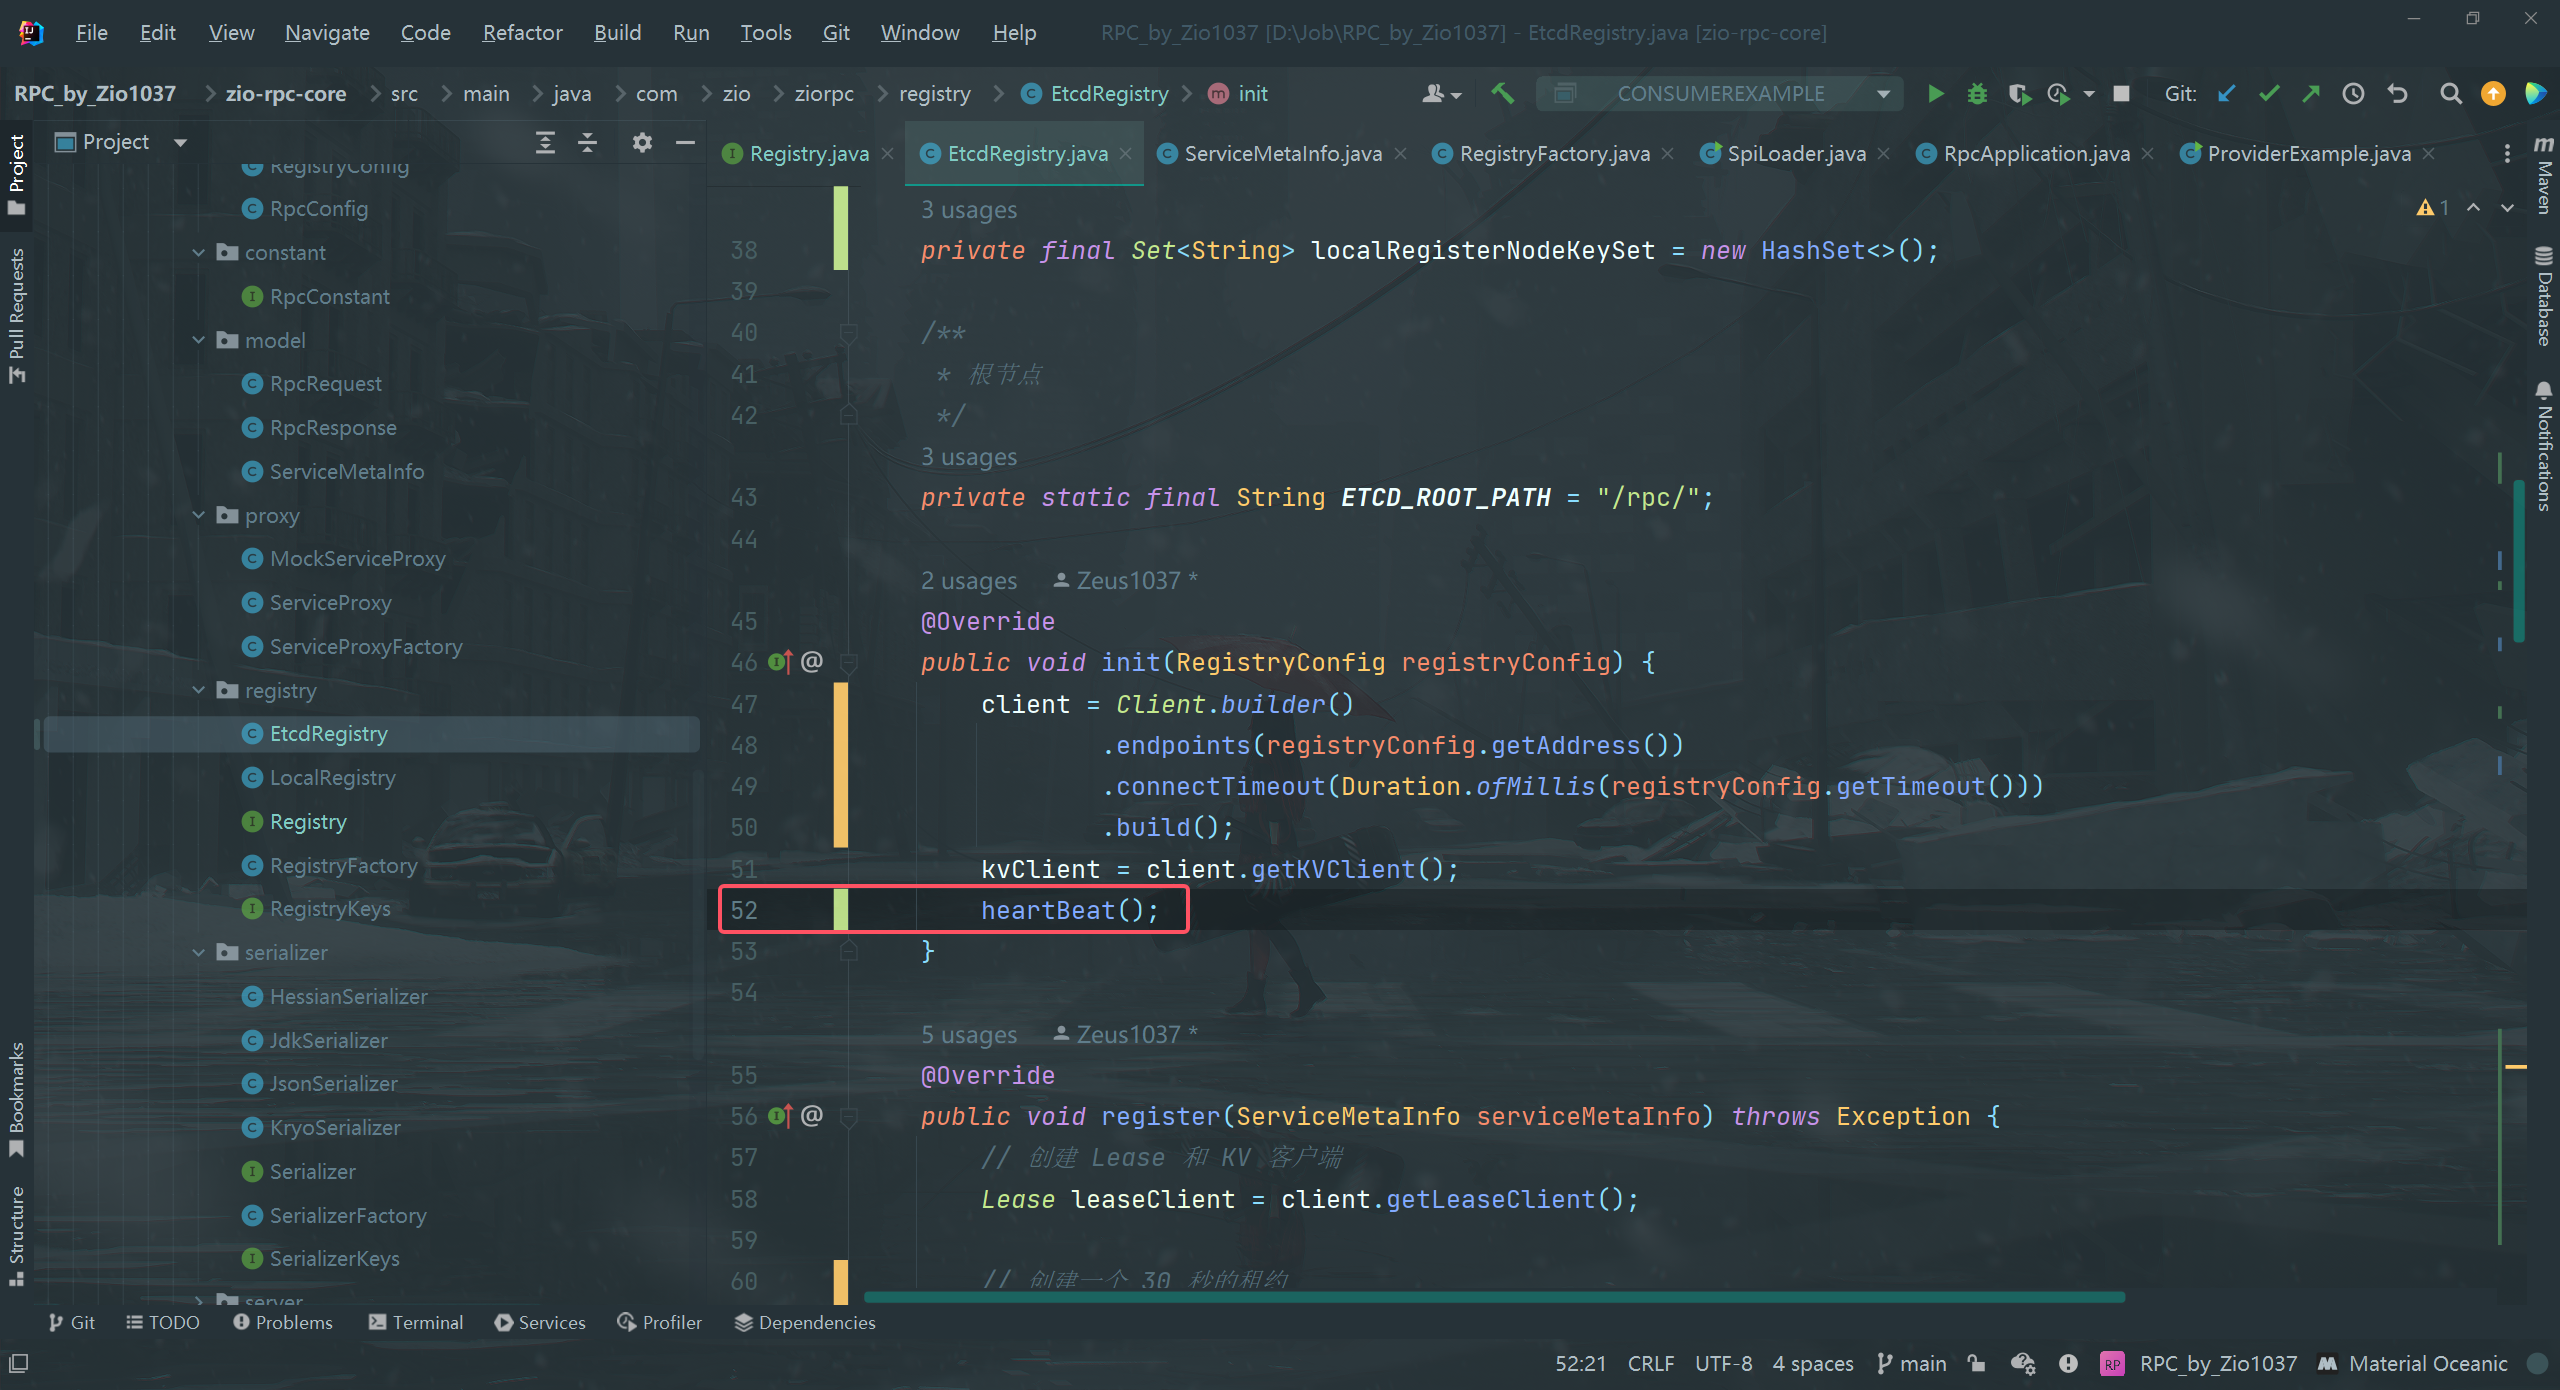 File Edit View Navigate Code Refactor Build Run Tools Git Window Help RPC_by_Zio1037 [D:\Job\RPC_by_Zio1037] - EtcdRegistry.java [zio-rpc-core]
RPC_by_Zio1037 zio-rpc-core src main java com zio ziorpc registry EtcdRegistry init CONSUMEREXAMPLE Git:
Project
Registry.java EtcdRegistry.java ServiceMetaInfo.java RegistryFactory.java SpiLoader.java RpcApplication.java ProviderExample.java
Project
Pull Requests
Bookmarks
Structure
RegistryConfig
RpcConfig
constant
RpcConstant
model
RpcRequest
RpcResponse
ServiceMetaInfo
proxy
MockServiceProxy
ServiceProxy
ServiceProxyFactory
registry
EtcdRegistry
LocalRegistry
Registry
RegistryFactory
RegistryKeys
serializer
HessianSerializer
JdkSerializer
JsonSerializer
KryoSerializer
Serializer
SerializerFactory
SerializerKeys
server
1
3 usages
38 private final Set<String> localRegisterNodeKeySet = new HashSet<>();
39
40 /**
41 * 根节点
42 */
3 usages
43 private static final String ETCD_ROOT_PATH = "/rpc/";
44
2 usages Zeus1037 *
45 @Override
46 @ public void init(RegistryConfig registryConfig) {
47 client = Client.builder()
48 .endpoints(registryConfig.getAddress())
49 .connectTimeout(Duration.ofMillis(registryConfig.getTimeout()))
50 .build();
51 kvClient = client.getKVClient();
52 heartBeat();
53 }
54
5 usages Zeus1037 *
55 @Override
56 @ public void register(ServiceMetaInfo serviceMetaInfo) throws Exception {
57 // 创建 Lease 和 KV 客户端
58 Lease leaseClient = client.getLeaseClient();
59
60 // 创建一个 30 秒的租约
Maven
Database
Notifications
Git TODO Problems Terminal Services Profiler Dependencies
52:21 CRLF UTF-8 4 spaces main RP RPC_by_Zio1037 Material Oceanic